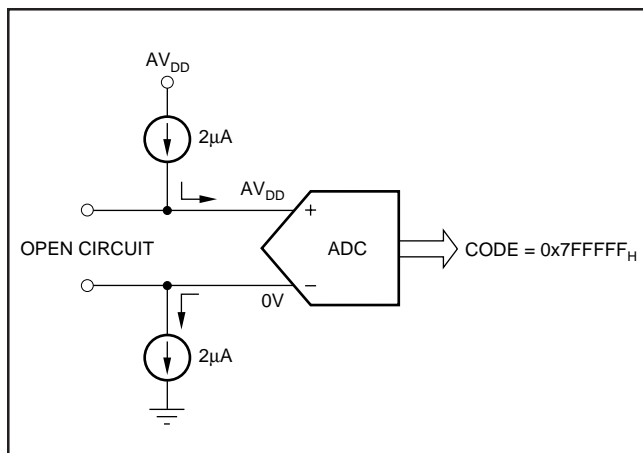 AVDD
2μA
AVDD
+
OPEN CIRCUIT
ADC
CODE = 0x7FFFFFH
0V
−
2μA